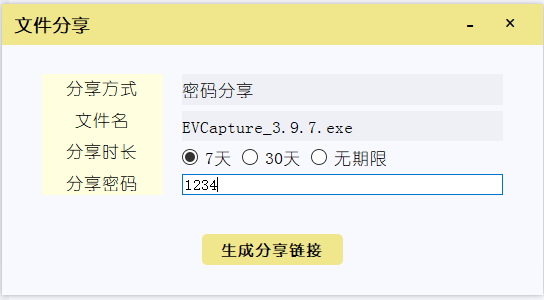 文件分享
分享方式 密码分享
文件名 EVCapture_3.9.7.exe
分享时长 7天 30天 无期限
分享密码 1234
生成分享链接